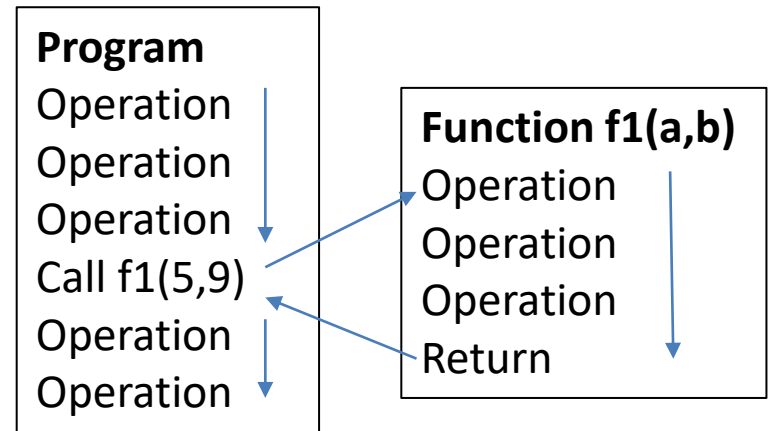 Program
Operation
Operation
Operation
Call f1(5,9)
Operation
Operation
Function f1(a,b)
Operation
Operation
Operation
Return